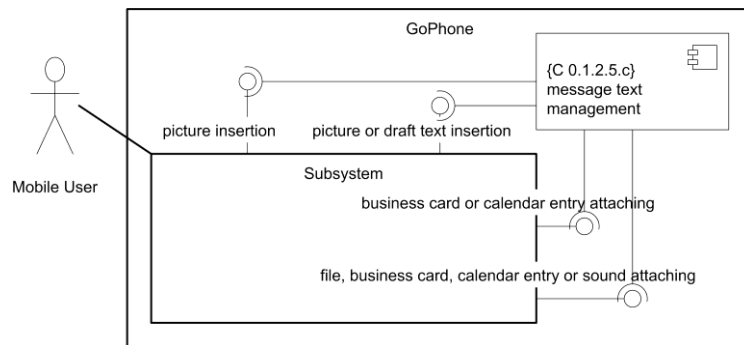 GoPhone
{C 0.1.2.5.c}
message text
management
picture insertion
picture or draft text insertion
Mobile User
Subsystem
business card or calendar entry attaching
file, business card, calendar entry or sound attaching